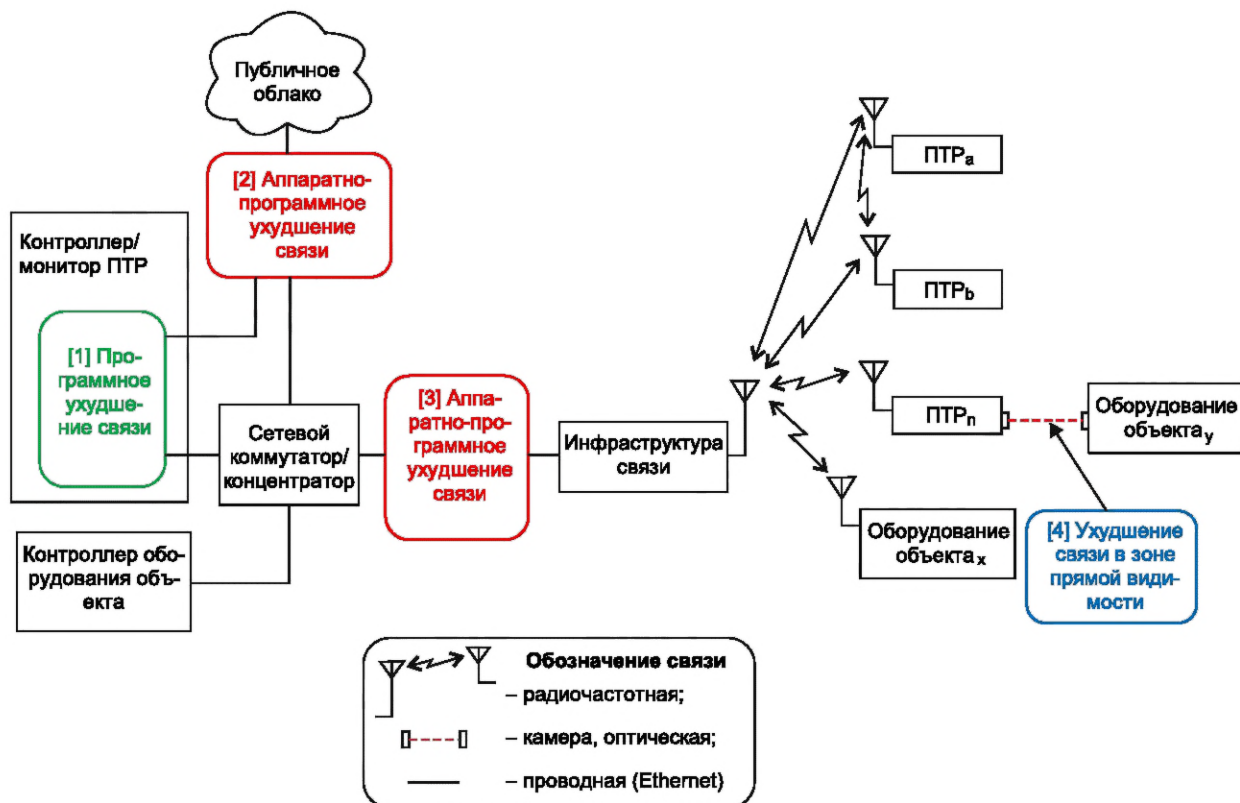 Публичное
облако
[2] Аппаратно-
программное
ухудшение
связи
Контроллер/
монитор ПТР
[1] Про-
граммное
ухудше-
ние связи
Сетевой
коммутатор/
концентратор
[3] Аппа-
ратно-про-
граммное
ухудшение
связи
Инфраструктура
связи
Контроллер обо-
рудования объ-
екта
ПТРa
ПТРb
ПТРn
Оборудование
объектаy
Оборудование
объектаx
[4] Ухудшение
связи в зоне
прямой види-
мости
Обозначение связи
– радиочастотная;
– камера, оптическая;
– проводная (Ethernet)